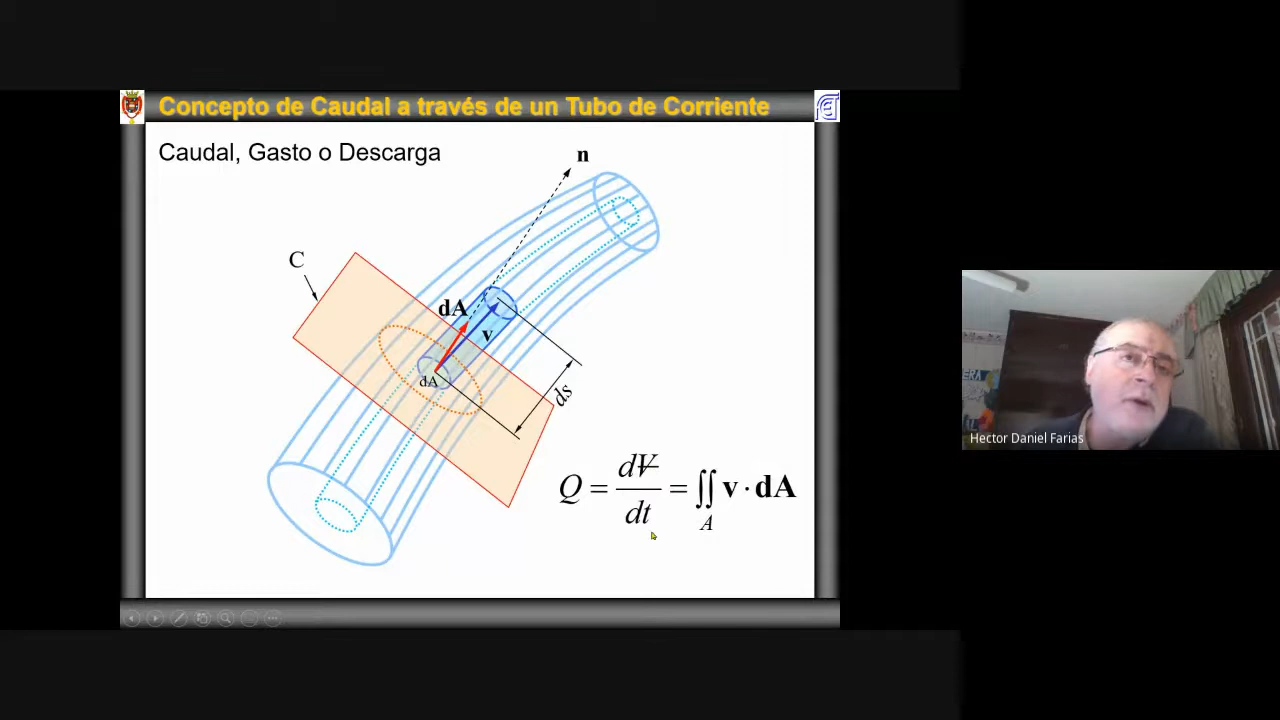 Concepto de Caudal a través de un Tubo de Corriente
Caudal, Gasto o Descarga
n
C
dA
v
dA
ds
Q = dV/dt = ∬_A v · dA
Hector Daniel Farias